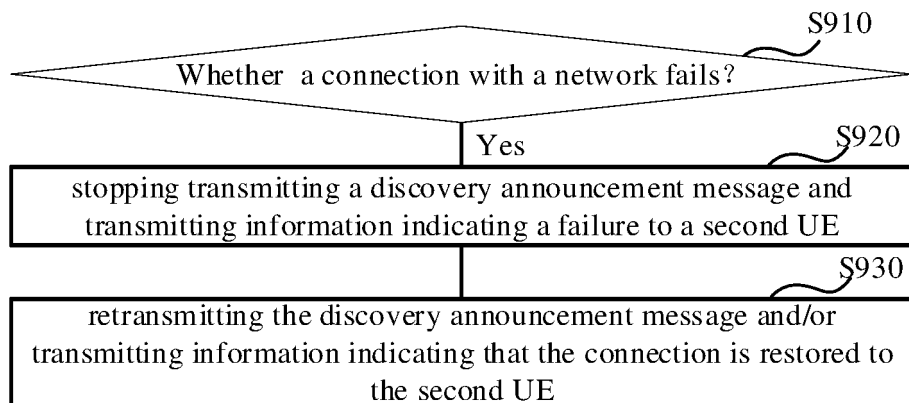 S910
Whether a connection with a network fails?
Yes
S920
stopping transmitting a discovery announcement message and
transmitting information indicating a failure to a second UE
S930
retransmitting the discovery announcement message and/or
transmitting information indicating that the connection is restored to
the second UE